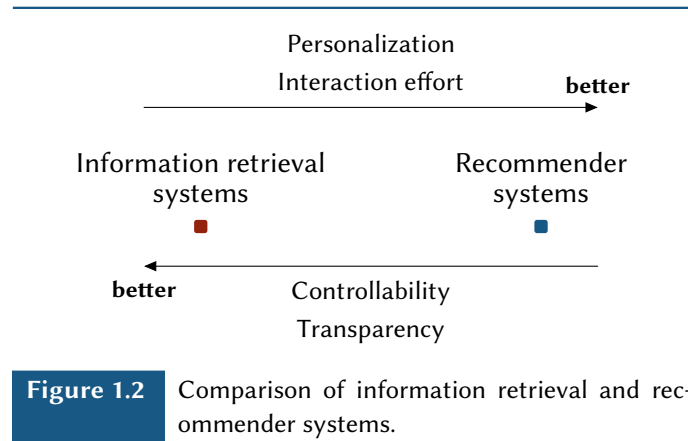 Personalization
Interaction effort
better
Information retrieval systems
Recommender systems
better
Controllability
Transparency
Figure 1.2 Comparison of information retrieval and rec-
ommender systems.